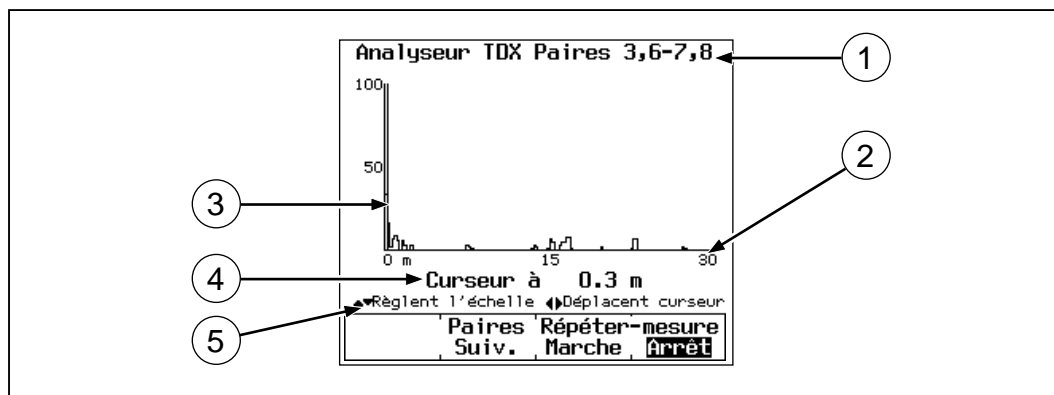 Analyseur TDX Paires 3,6-7,8
1
100
50
2
3
0 m 15 30
4
Curseur à 0.3 m
▲▼Règlent l'échelle ◀▶Déplacent curseur
5
Paires Répéter-mesure
Suiv. Marche Arrêt